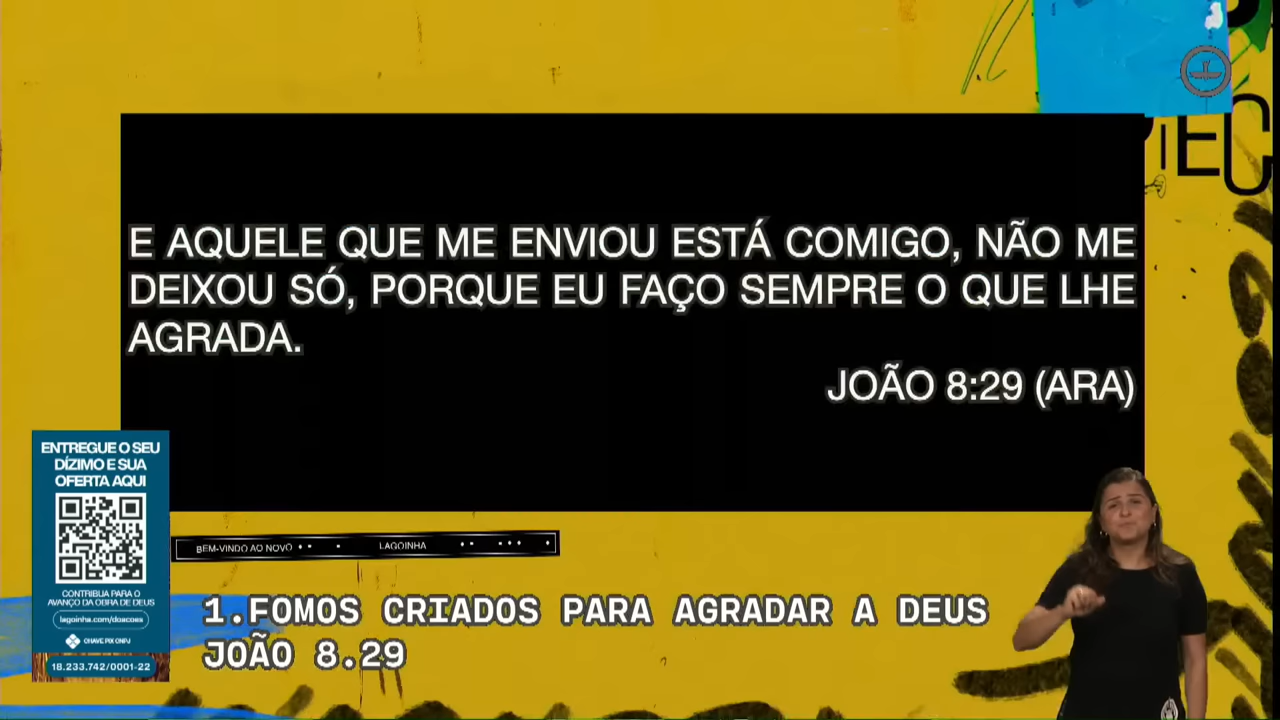 E AQUELE QUE ME ENVIOU ESTÁ COMIGO, NÃO ME
DEIXOU SÓ, PORQUE EU FAÇO SEMPRE O QUE LHE
AGRADA.
JOÃO 8:29 (ARA)
ENTREGUE O SEU
DÍZIMO E SUA
OFERTA AQUI
CONTRIBUA PARA O
AVANÇO DA OBRA DE DEUS
lagoinha.com/doacoes
CHAVE PIX CNPJ
18.233.742/0001-22
BEM-VINDO AO NOVO
LAGOINHA
1.FOMOS CRIADOS PARA AGRADAR A DEUS
JOÃO 8.29